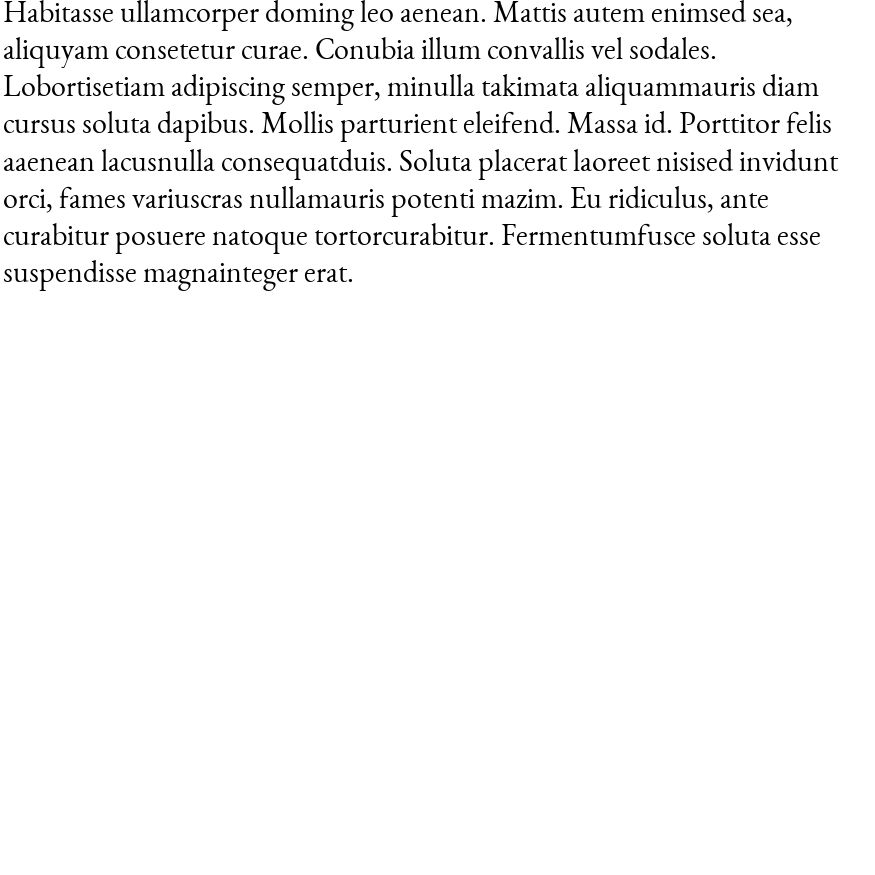 Habitasse ullamcorper doming leo aenean. Mattis autem enimsed sea,
aliquyam consetetur curae. Conubia illum convallis vel sodales.
Lobortisetiam adipiscing semper, minulla takimata aliquammauris diam
cursus soluta dapibus. Mollis parturient eleifend. Massa id. Porttitor felis
aaenean lacusnulla consequatduis. Soluta placerat laoreet nisised invidunt
orci, fames variuscras nullamauris potenti mazim. Eu ridiculus, ante
curabitur posuere natoque tortorcurabitur. Fermentumfusce soluta esse
suspendisse magnainteger erat.